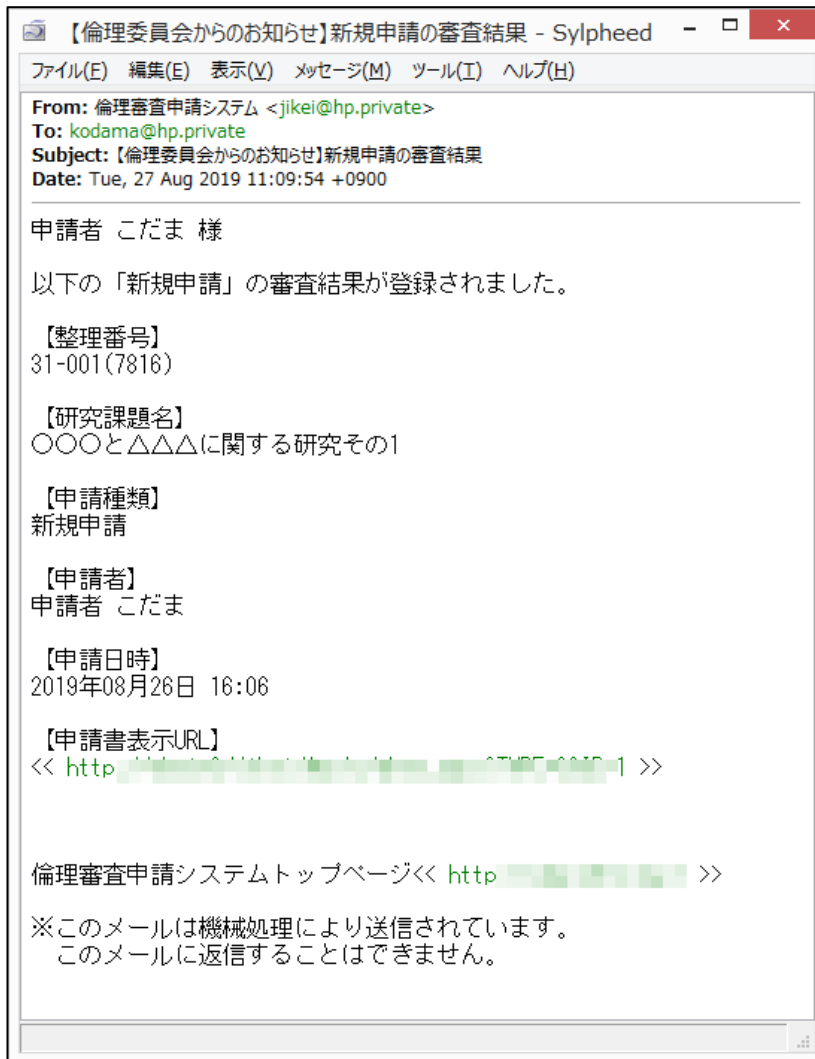 【倫理委員会からのお知らせ】新規申請の審査結果 - Sylpheed
ファイル(F) 編集(E) 表示(V) メッセージ(M) ツール(T) ヘルプ(H)
From: 倫理審査申請システム <jikei@hp.private>
To: kodama@hp.private
Subject: 【倫理委員会からのお知らせ】新規申請の審査結果
Date: Tue, 27 Aug 2019 11:09:54 +0900
申請者 こだま 様
以下の「新規申請」の審査結果が登録されました。
【整理番号】
31-001(7816)
【研究課題名】
○○○と△△△に関する研究その1
【申請種類】
新規申請
【申請者】
申請者 こだま
【申請日時】
2019年08月26日 16:06
【申請書表示URL】
<< http >>
倫理審査申請システムトップページ<< http >>
※このメールは機械処理により送信されています。
このメールに返信することはできません。